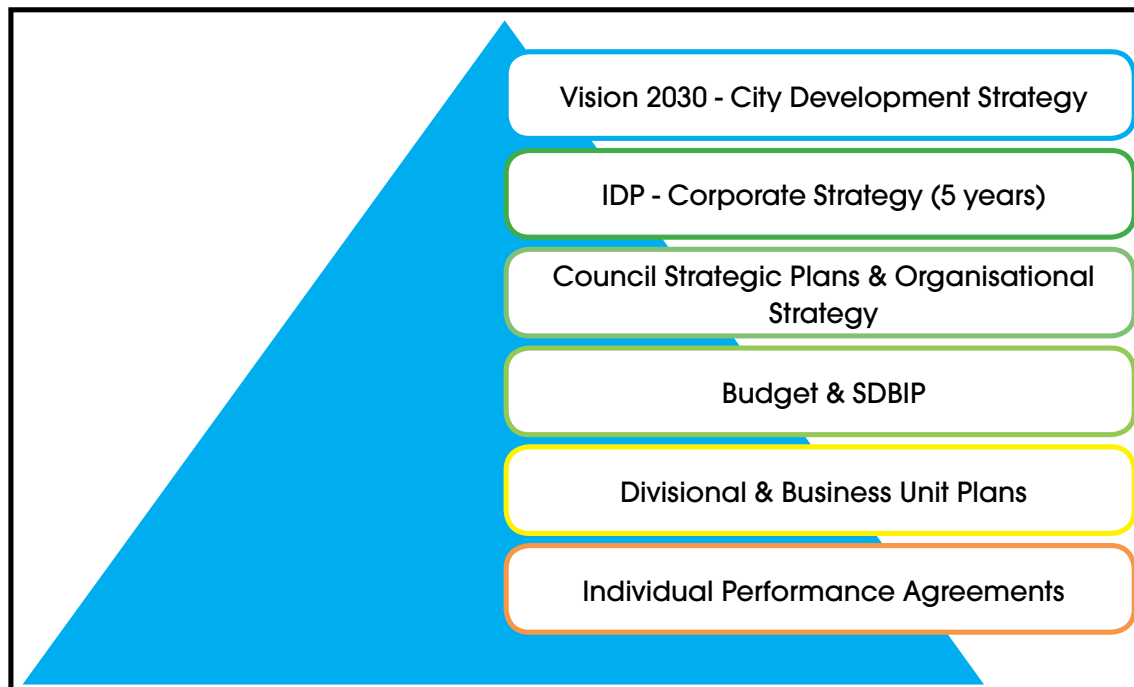 Vision 2030 - City Development Strategy
IDP - Corporate Strategy (5 years)
Council Strategic Plans & Organisational
Strategy
Budget & SDBIP
Divisional & Business Unit Plans
Individual Performance Agreements